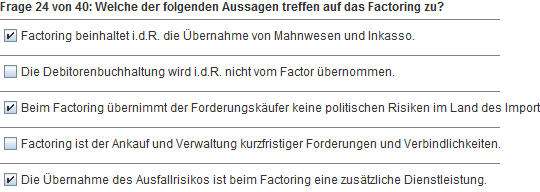 Frage 24 von 40: Welche der folgenden Aussagen treffen auf das Factoring zu?
Factoring beinhaltet i.d.R. die Übernahme von Mahnwesen und Inkasso.
Die Debitorenbuchhaltung wird i.d.R. nicht vom Factor übernommen.
Beim Factoring übernimmt der Forderungskäufer keine politischen Risiken im Land des Import
Factoring ist der Ankauf und Verwaltung kurzfristiger Forderungen und Verbindlichkeiten.
Die Übernahme des Ausfallrisikos ist beim Factoring eine zusätzliche Dienstleistung.